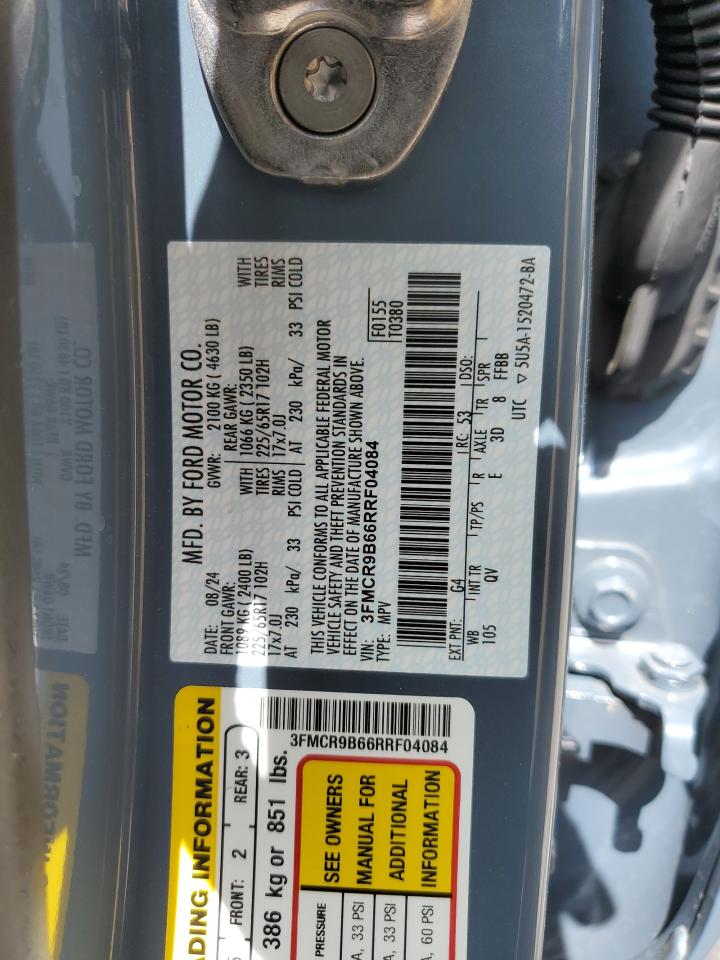 MFD. BY FORD MOTOR CO.
DATE: 08/24 GVWR: 2100 KG ( 4630 LB)
FRONT GAWR: REAR GAWR: WITH
1089 KG ( 2400 LB) WITH 1066 KG ( 2350 LB) TIRES
225/65R17 102H TIRES 225/65R17 102H RIMS
17x7.0J RIMS 17x7.0J
AT 230 kPa/ 33 PSI COLD AT 230 kPa/ 33 PSI COLD
THIS VEHICLE CONFORMS TO ALL APPLICABLE FEDERAL MOTOR
VEHICLE SAFETY AND THEFT PREVENTION STANDARDS IN
EFFECT ON THE DATE OF MANUFACTURE SHOWN ABOVE.
VIN: 3FMCR9B66RRF04084
TYPE: MPV
F0155
T0380
EXT PNT: G4 RC: 53 DSO:
WB INT TR TP/PS R AXLE TR SPR
105 QV E 3D 8 FFBB
UTC ▽ 5U5A-1520472-BA
ADING INFORMATION
FRONT: 2 REAR: 3
386 kg or 851 lbs.
3FMCR9B66RRF04084
PRESSURE
33 PSI
33 PSI
60 PSI
SEE OWNERS
MANUAL FOR
ADDITIONAL
INFORMATION